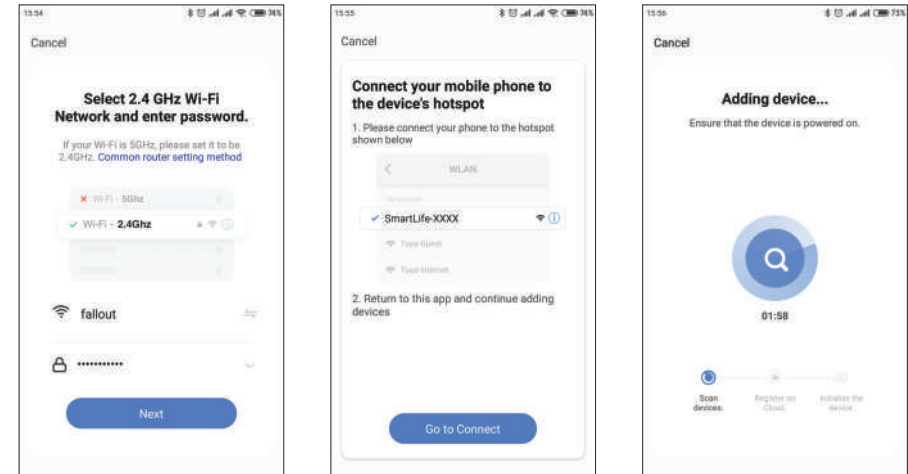 15:54
74%
Cancel
Select 2.4 GHz Wi-Fi
Network and enter password.
If your Wi-Fi is 5GHz, please set it to be
2.4GHz. Common router setting method
Wi-Fi - 5Ghz
Wi-Fi - 2.4Ghz
fallout
Next
15:55
74%
Cancel
Connect your mobile phone to
the device's hotspot
1. Please connect your phone to the hotspot
shown below
WLAN
SmartLife-XXXX
Tuya Guest
Tuya Internet
2. Return to this app and continue adding
devices
Go to Connect
15:56
73%
Cancel
Adding device...
Ensure that the device is powered on.
01:58
Scan
devices.
Register on
Cloud.
Initialize the
device.